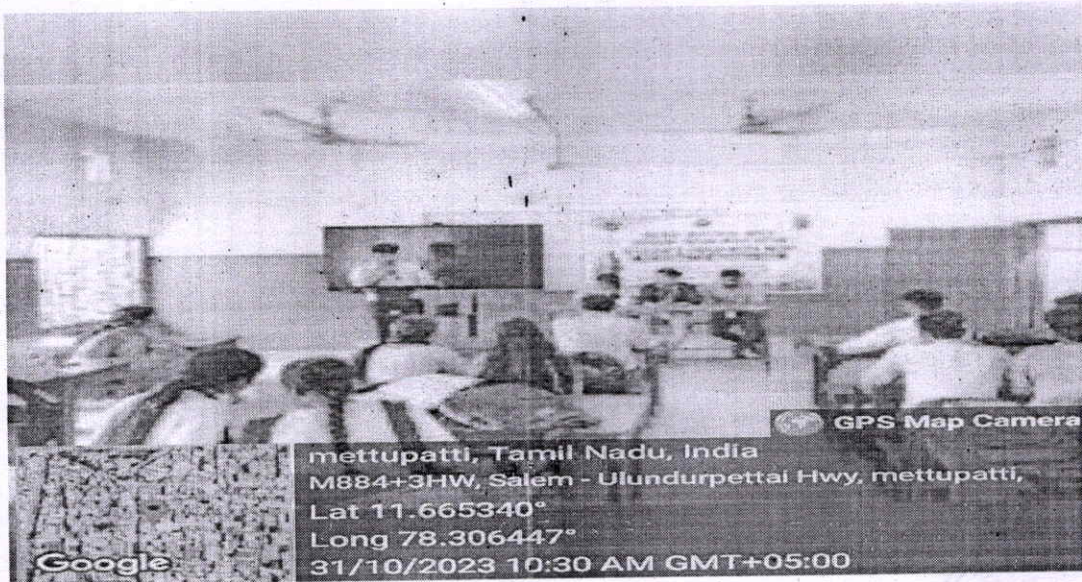 GPS Map Camera
mettupatti, Tamil Nadu, India
M884+3HW, Salem - Ulundurpettai Hwy, mettupatti,
Lat 11.665340°
Long 78.306447°
31/10/2023 10:30 AM GMT+05:00
Google